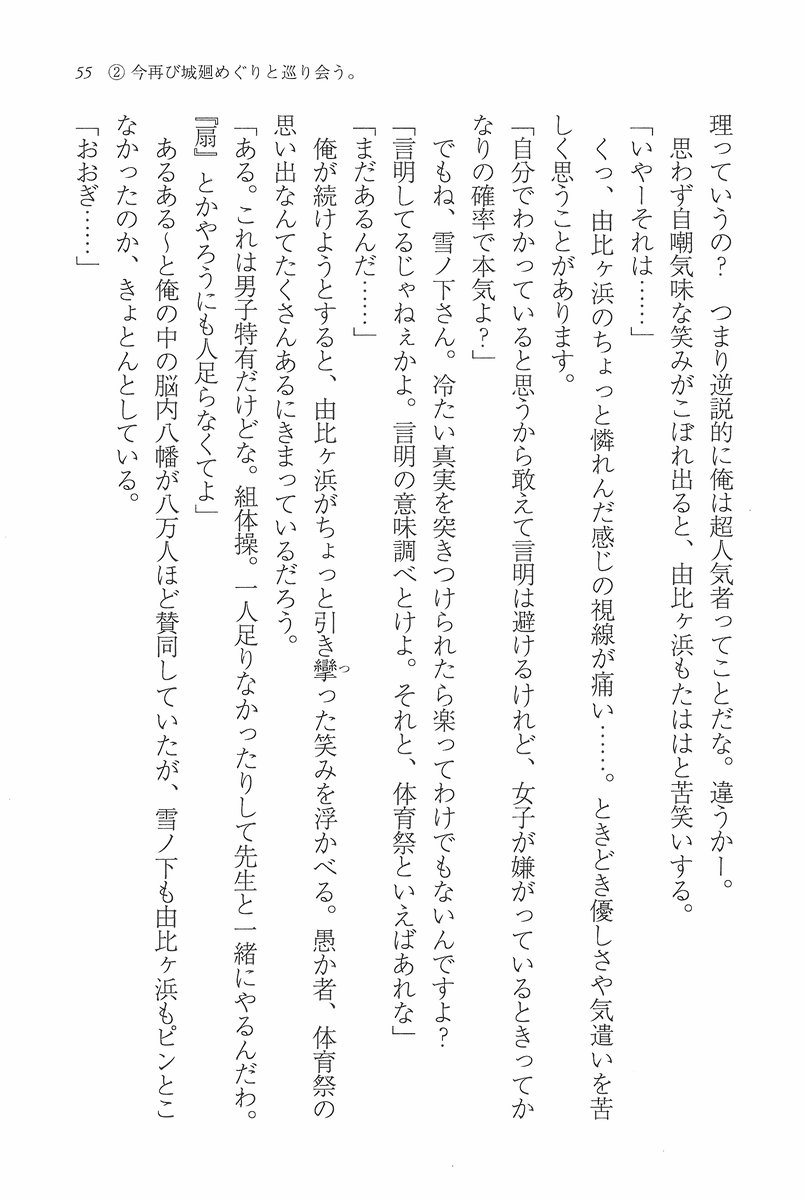 55　② 今再び城廻めぐりと巡り会う。
理っていうの？　つまり逆説的に俺は超人気者ってことだな。違うかー。
思わず自嘲気味な笑みがこぼれ出ると、由比ヶ浜もたははと苦笑いする。
「いやーそれは……」
くっ、由比ヶ浜のちょっと憐れんだ感じの視線が痛い……。ときどき優しさや気遣いを苦
しく思うことがあります。
「自分でわかっていると思うから敢えて言明は避けるけれど、女子が嫌がっているときってか
なりの確率で本気よ？」
でもね、雪ノ下さん。冷たい真実を突きつけられたら楽ってわけでもないんですよ？
「言明してるじゃねぇかよ。言明の意味調べとけよ。それと、体育祭といえばあれな」
「まだあるんだ……」
俺が続けようとすると、由比ヶ浜がちょっと引き攣った笑みを浮かべる。愚か者、体育祭の
思い出なんてたくさんあるにきまっているだろう。
「ある。これは男子特有だけどな。組体操。一人足りなかったりして先生と一緒にやるんだわ。
『扇』とかやろうにも人足らなくてよ」
あるある～と俺の中の脳内八幡が八万人ほど賛同していたが、雪ノ下も由比ヶ浜もピンとこ
なかったのか、きょとんとしている。
「おおぎ……」